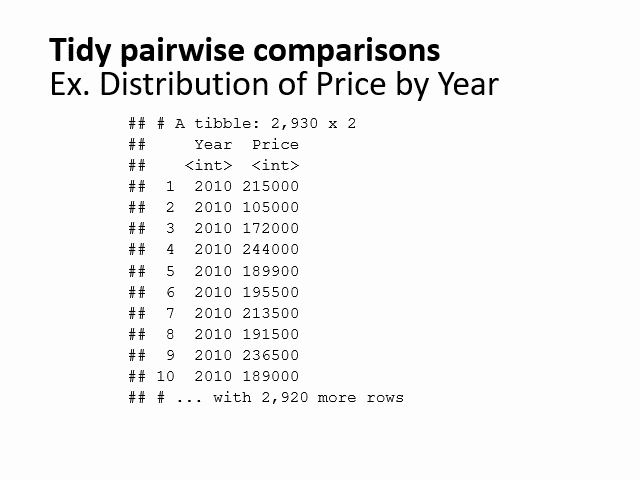 Tidy pairwise comparisons
Ex. Distribution of Price by Year
## # A tibble: 2,930 x 2
##     Year  Price
##    <int>  <int>
##  1  2010 215000
##  2  2010 105000
##  3  2010 172000
##  4  2010 244000
##  5  2010 189900
##  6  2010 195500
##  7  2010 213500
##  8  2010 191500
##  9  2010 236500
## 10  2010 189000
## # ... with 2,920 more rows